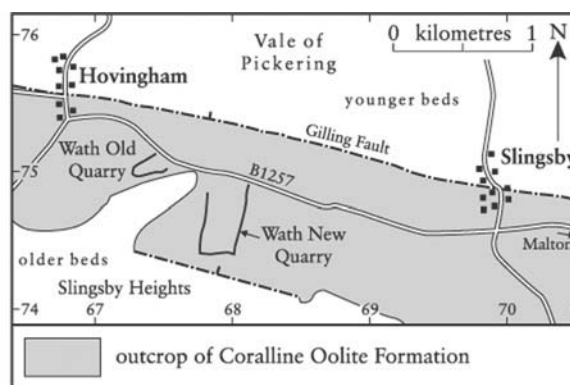 76
Hovingham
Vale of
Pickering
0 kilometres 1
N
younger beds
Gilling Fault
Slingsby
Wath Old
Quarry
75
B1257
Wath New
Quarry
Malton
older beds
Slingsby Heights
74
67
68
69
70
outcrop of Coralline Oolite Formation